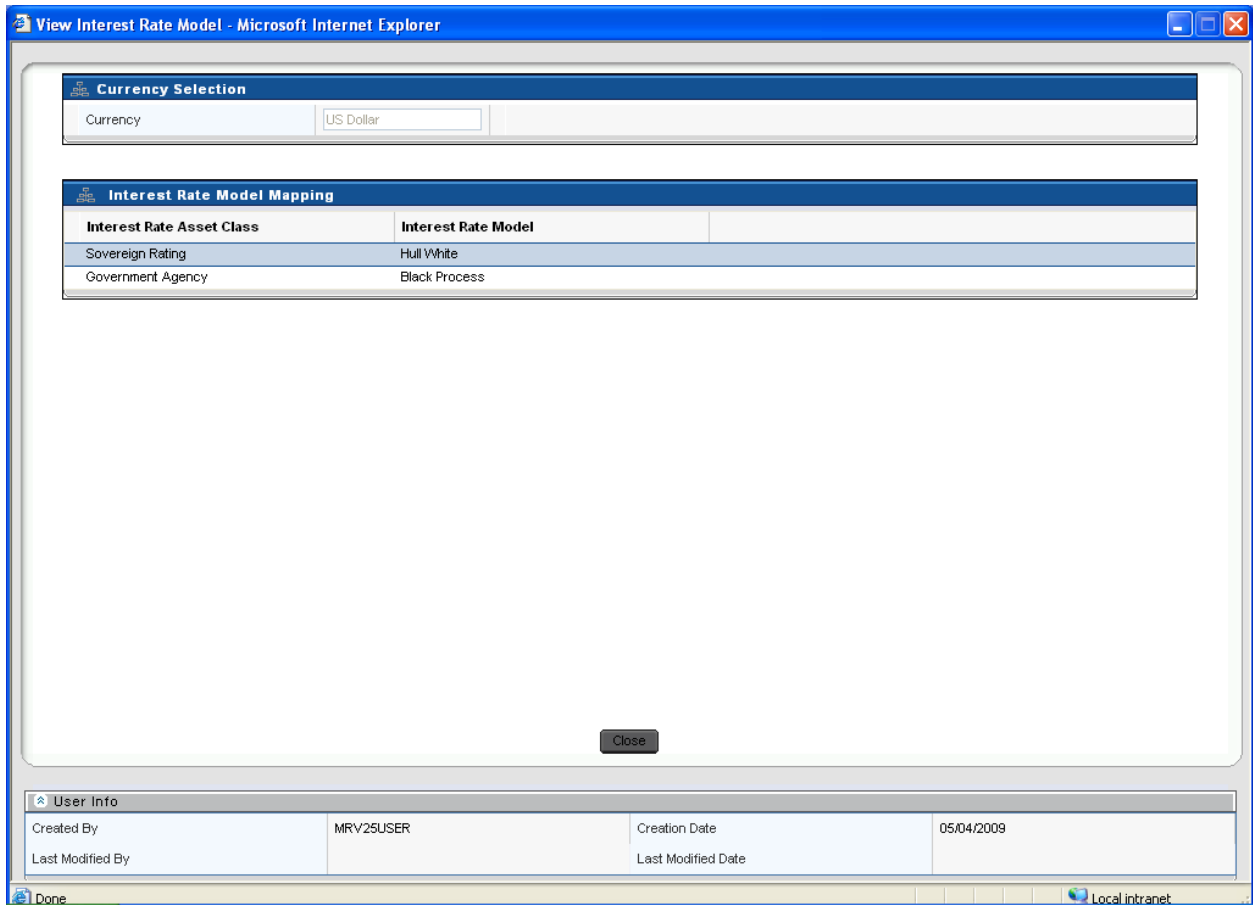 View Interest Rate Model - Microsoft Internet Explorer
Currency Selection
Currency US Dollar
Interest Rate Model Mapping
Interest Rate Asset Class Interest Rate Model
Sovereign Rating Hull White
Government Agency Black Process
Close
User Info
Created By MRV25USER Creation Date 05/04/2009
Last Modified By Last Modified Date
Done Local intranet